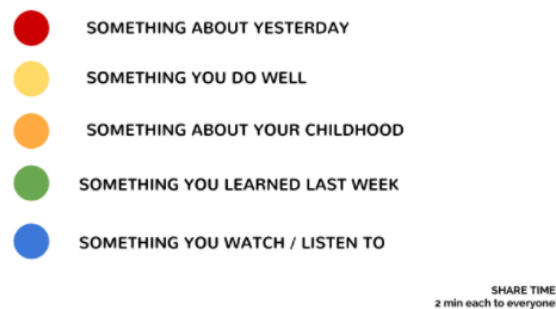 SOMETHING ABOUT YESTERDAY
SOMETHING YOU DO WELL
SOMETHING ABOUT YOUR CHILDHOOD
SOMETHING YOU LEARNED LAST WEEK
SOMETHING YOU WATCH / LISTEN TO
SHARE TIME
2 min each to everyone